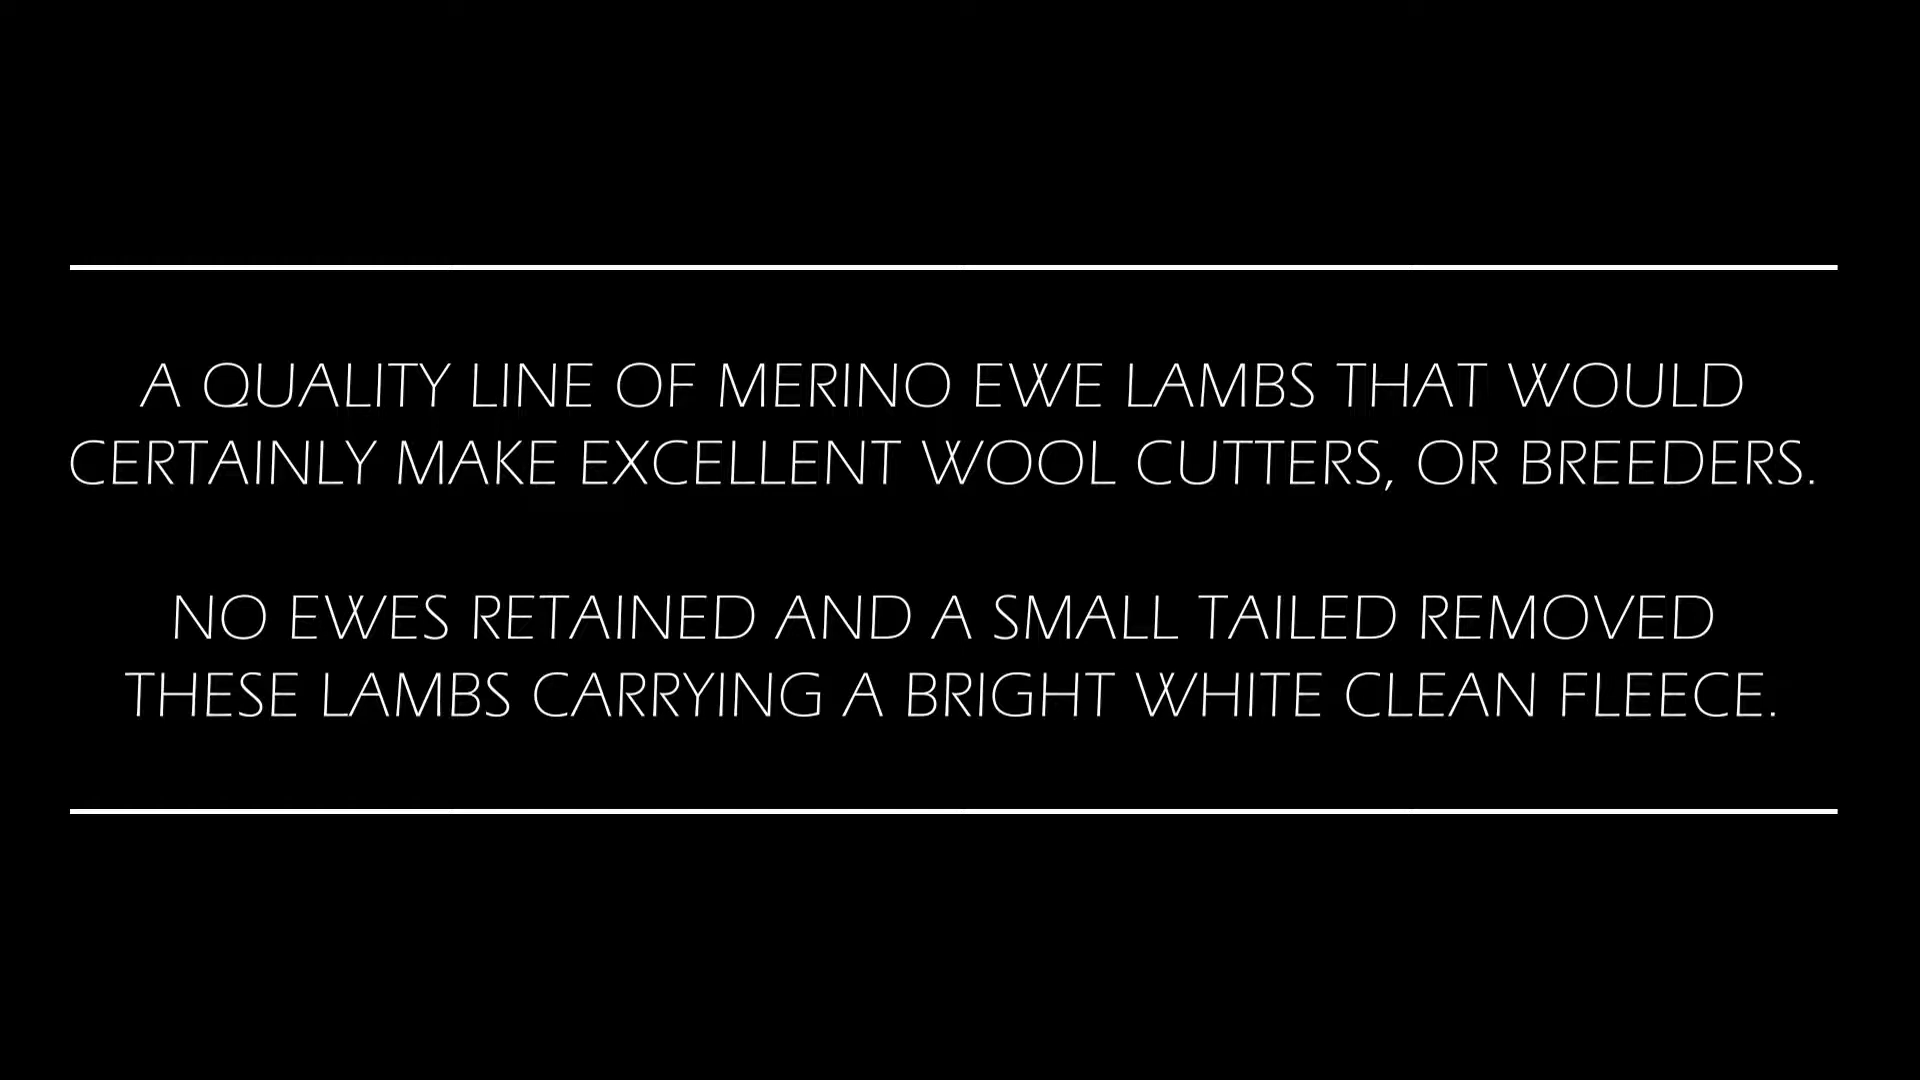 A QUALITY LINE OF MERINO EWE LAMBS THAT WOULD
CERTAINLY MAKE EXCELLENT WOOL CUTTERS, OR BREEDERS.
NO EWES RETAINED AND A SMALL TAILED REMOVED
THESE LAMBS CARRYING A BRIGHT WHITE CLEAN FLEECE.